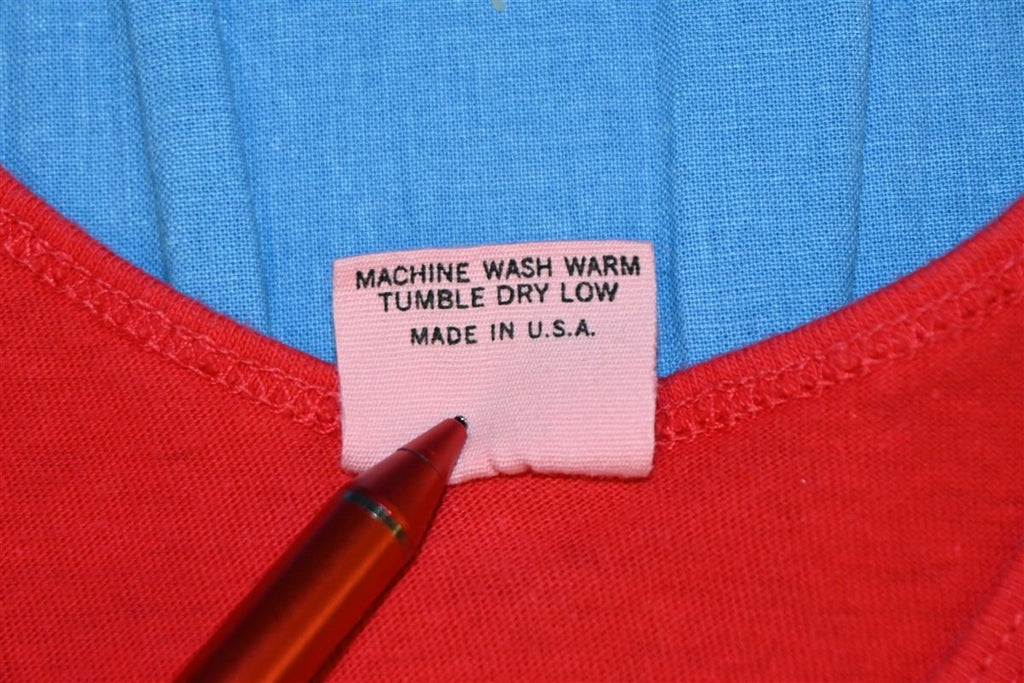 MACHINE WASH WARM
TUMBLE DRY LOW
MADE IN U.S.A.